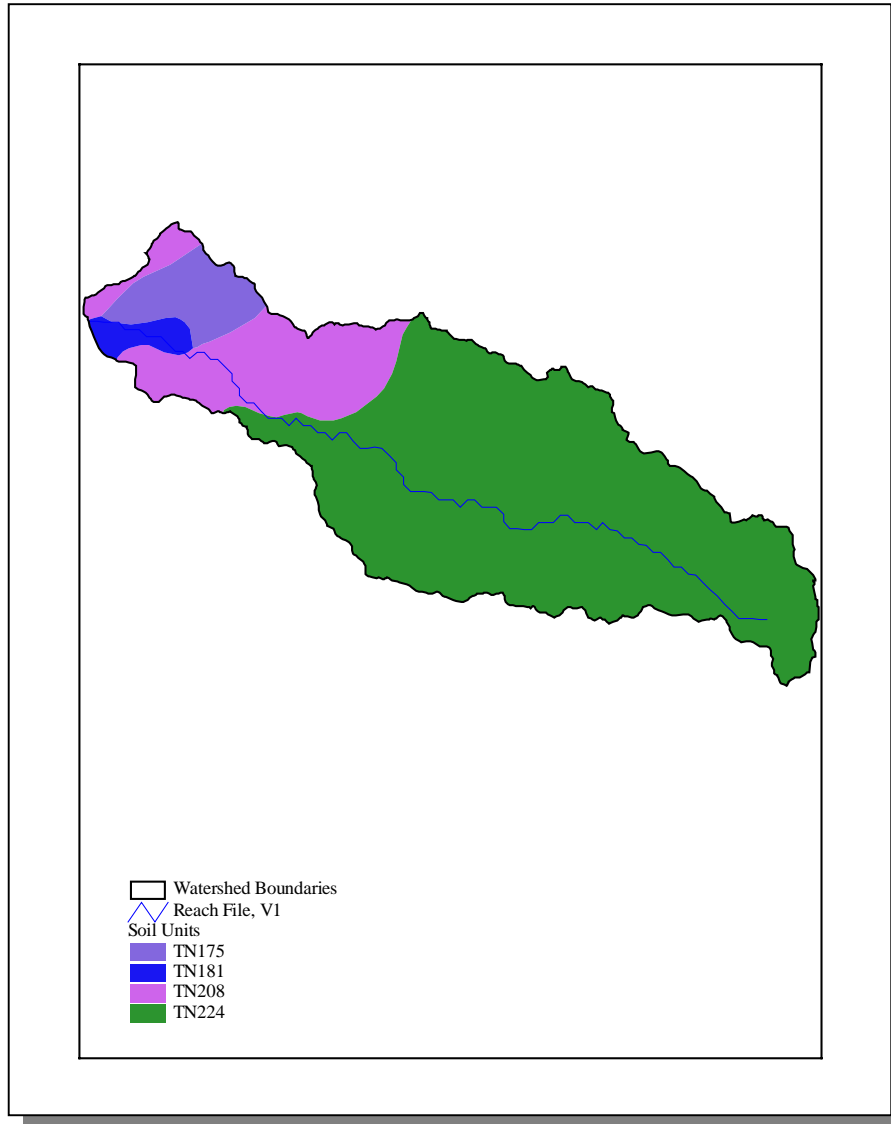 Watershed Boundaries
Reach File, V1
Soil Units
TN175
TN181
TN208
TN224